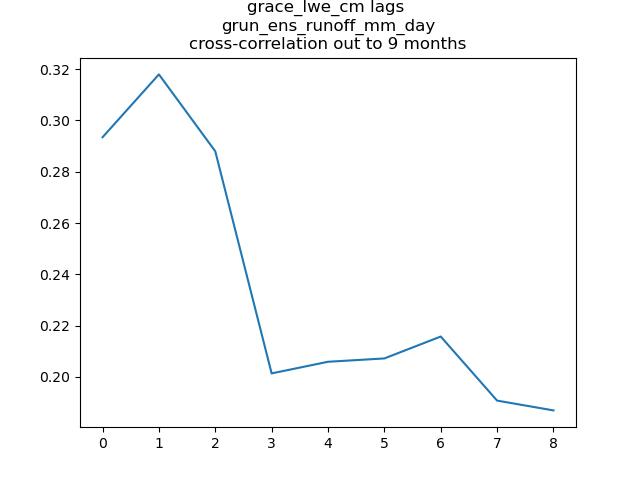 grace_lwe_cm lags
grun_ens_runoff_mm_day
cross-correlation out to 9 months
0.32
0.30
0.28
0.26
0.24
0.22
0.20
0 1 2 3 4 5 6 7 8